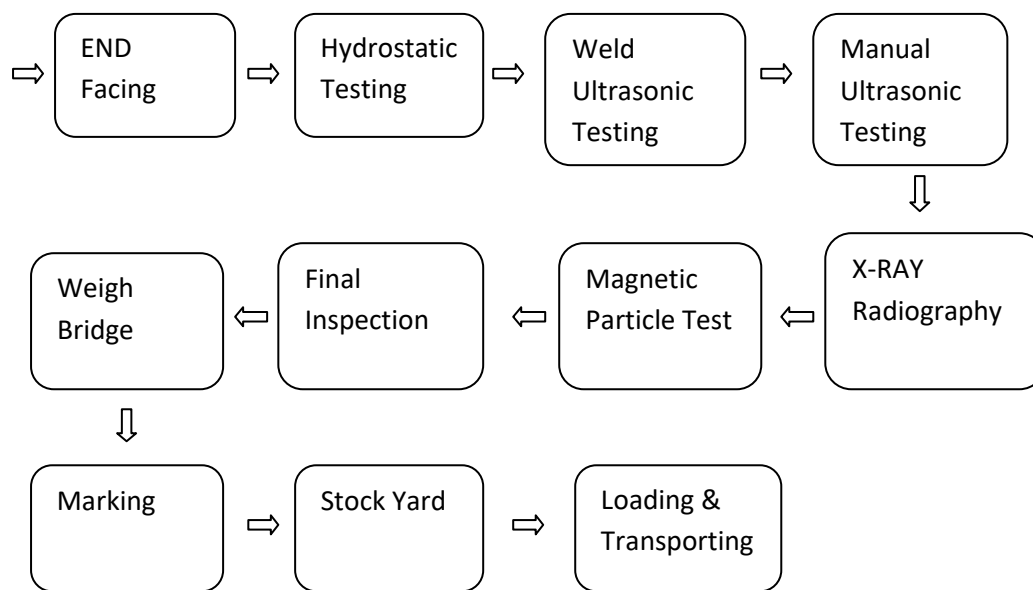 END
Facing
Hydrostatic
Testing
Weld
Ultrasonic
Testing
Manual
Ultrasonic
Testing
X-RAY
Radiography
Magnetic
Particle Test
Final
Inspection
Weigh
Bridge
Marking
Stock Yard
Loading &
Transporting